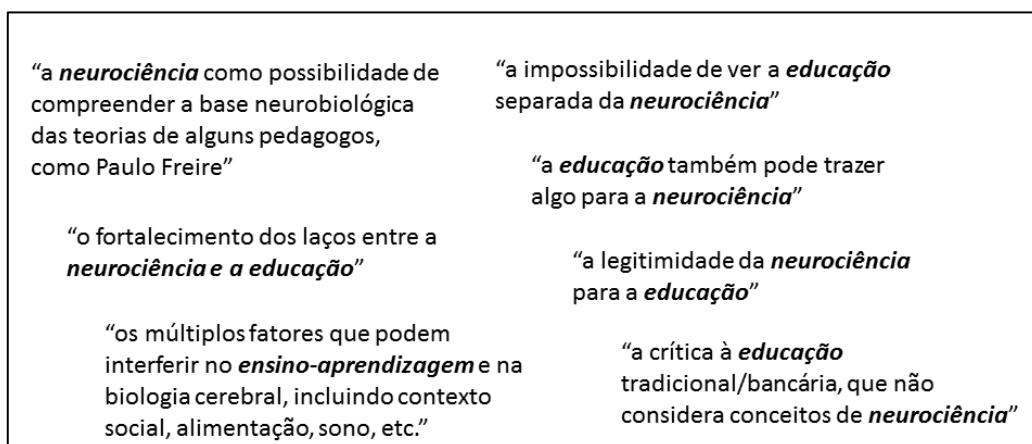 “a neurociência como possibilidade de
compreender a base neurobiológica
das teorias de alguns pedagogos,
como Paulo Freire”
“a impossibilidade de ver a educação
separada da neurociência”
“a educação também pode trazer
algo para a neurociência”
“o fortalecimento dos laços entre a
neurociência e a educação”
“a legitimidade da neurociência
para a educação”
“os múltiplos fatores que podem
interferir no ensino-aprendizagem e na
biologia cerebral, incluindo contexto
social, alimentação, sono, etc.”
“a crítica à educação
tradicional/bancária, que não
considera conceitos de neurociência”